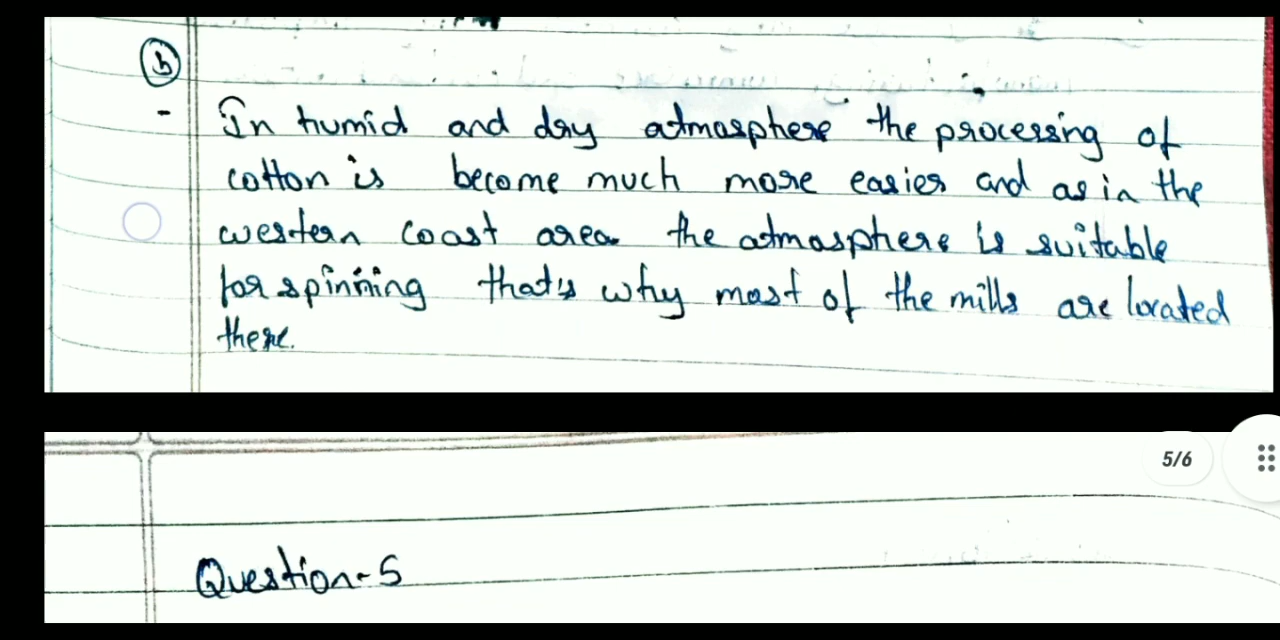 b
- In humid and dry atmosphere the processing of
cotton is become much more easier and as in the
western coast area the atmosphere is suitable
for spinning that's why most of the mills are located
there.
5/6
Question-5